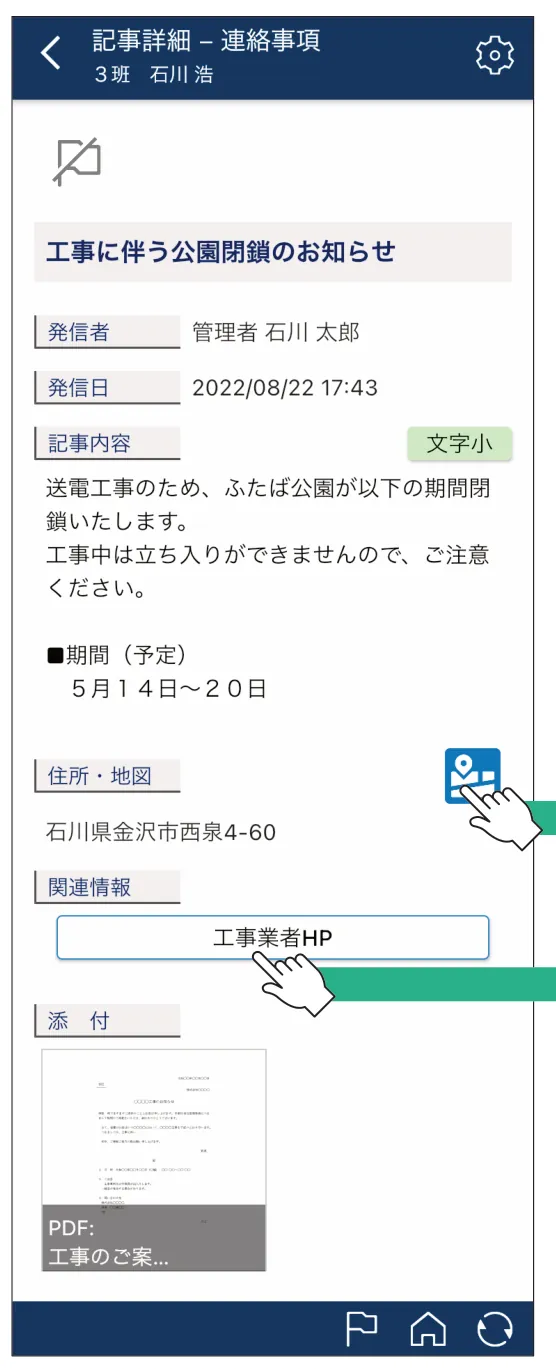 記事詳細 – 連絡事項
３班　石川 浩
工事に伴う公園閉鎖のお知らせ
発信者
管理者 石川 太郎
発信日
2022/08/22 17:43
記事内容
文字小
送電工事のため、ふたば公園が以下の期間閉
鎖いたします。
工事中は立ち入りができませんので、ご注意
ください。
■期間（予定）
５月１４日〜２０日
住所・地図
石川県金沢市西泉4-60
関連情報
工事業者HP
添　付
PDF:
工事のご案...